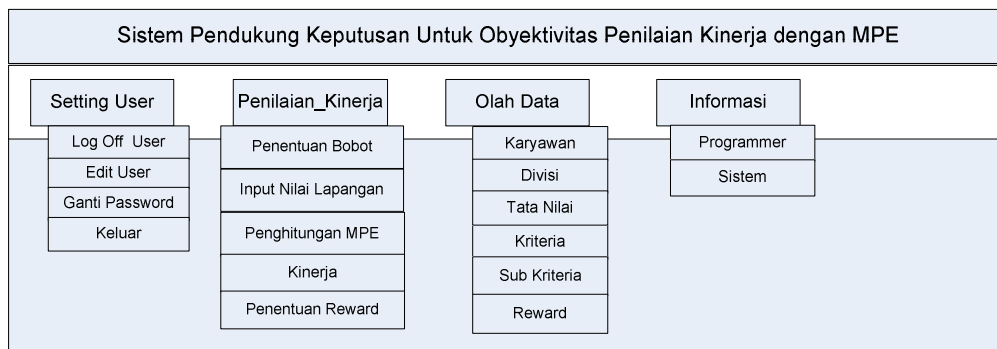 Sistem Pendukung Keputusan Untuk Obyektivitas Penilaian Kinerja dengan MPE
Setting User
Log Off User
Edit User
Ganti Password
Keluar
Penilaian_Kinerja
Penentuan Bobot
Input Nilai Lapangan
Penghitungan MPE
Kinerja
Penentuan Reward
Olah Data
Karyawan
Divisi
Tata Nilai
Kriteria
Sub Kriteria
Reward
Informasi
Programmer
Sistem